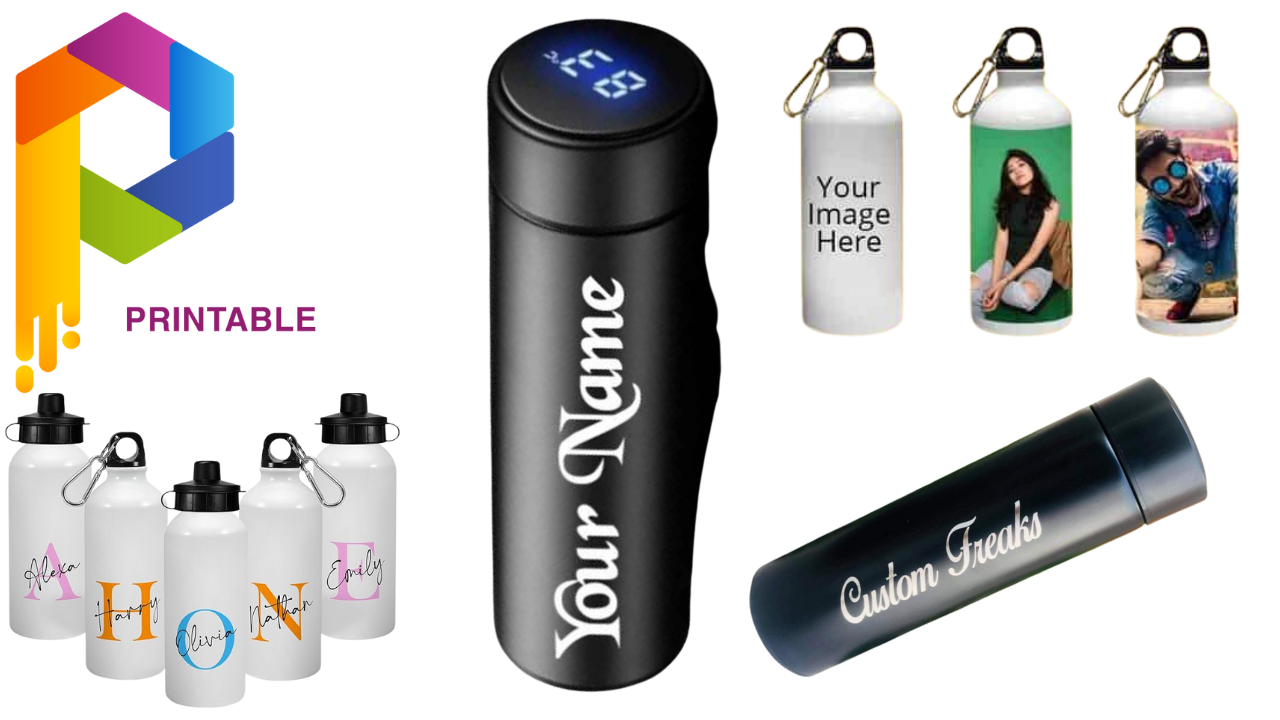 PRINTABLE
Your Name
Your
Image
Here
Alexa
Harry
Olivia
Nathan
Emily
A
H
O
N
E
Custom Freaks